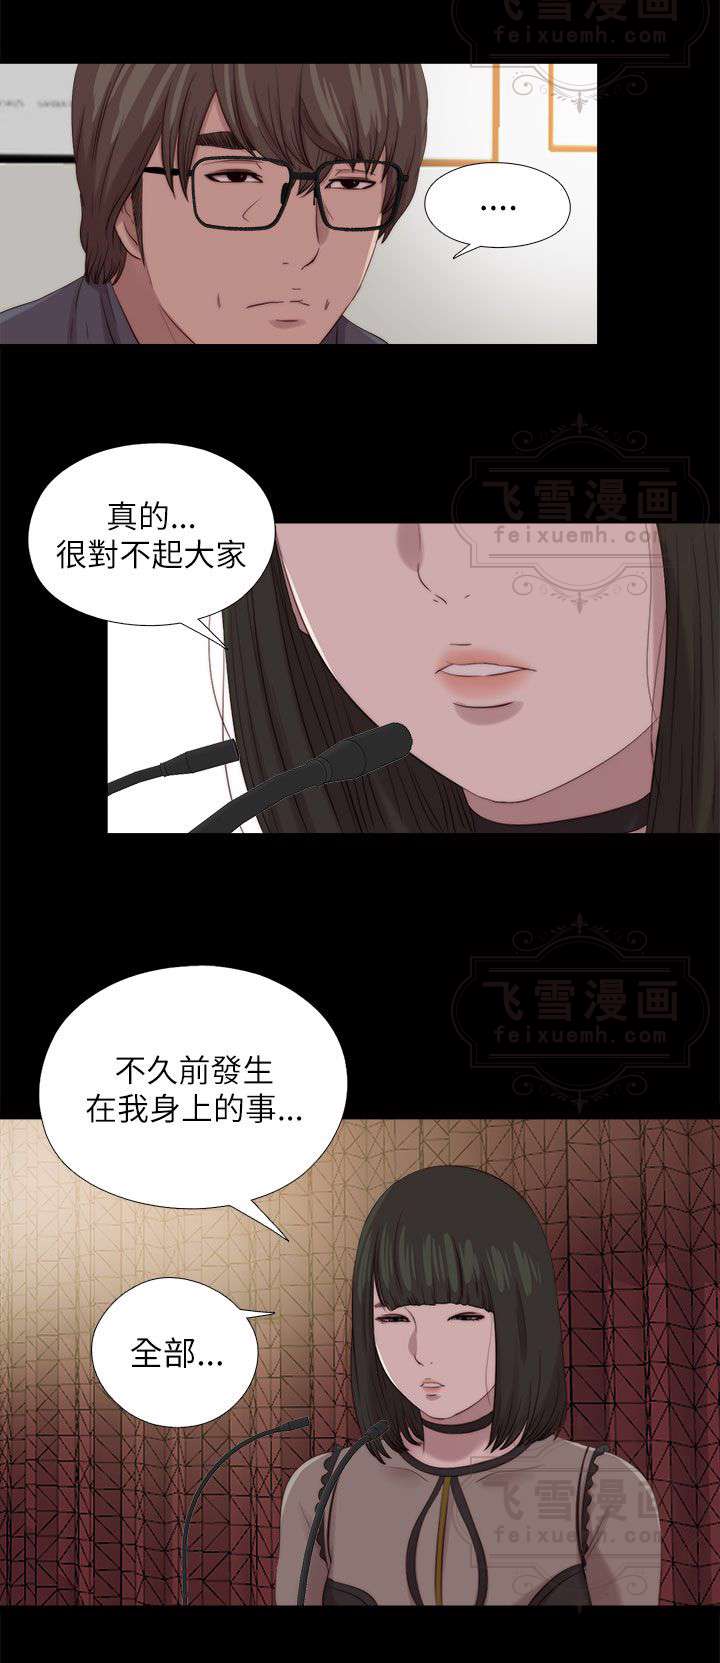 飞雪漫画
feixuemh.com
....
真的...
很對不起大家
飞雪漫画
feixuemh.com
飞雪漫画
feixuemh.com
不久前發生
在我身上的事...
全部...
飞雪漫画
feixuemh.com